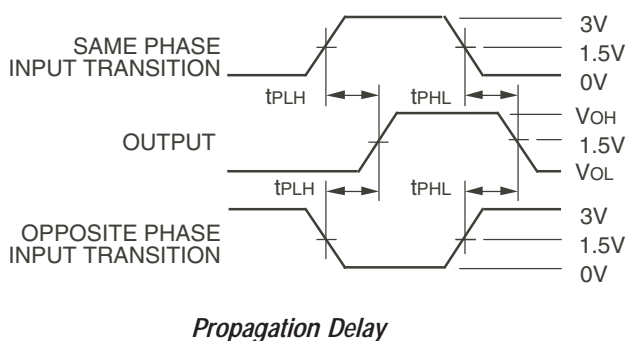 SAME PHASE
INPUT TRANSITION
3V
1.5V
0V
tPLH
tPHL
OUTPUT
VOH
1.5V
VOL
tPLH
tPHL
OPPOSITE PHASE
INPUT TRANSITION
3V
1.5V
0V
Propagation Delay